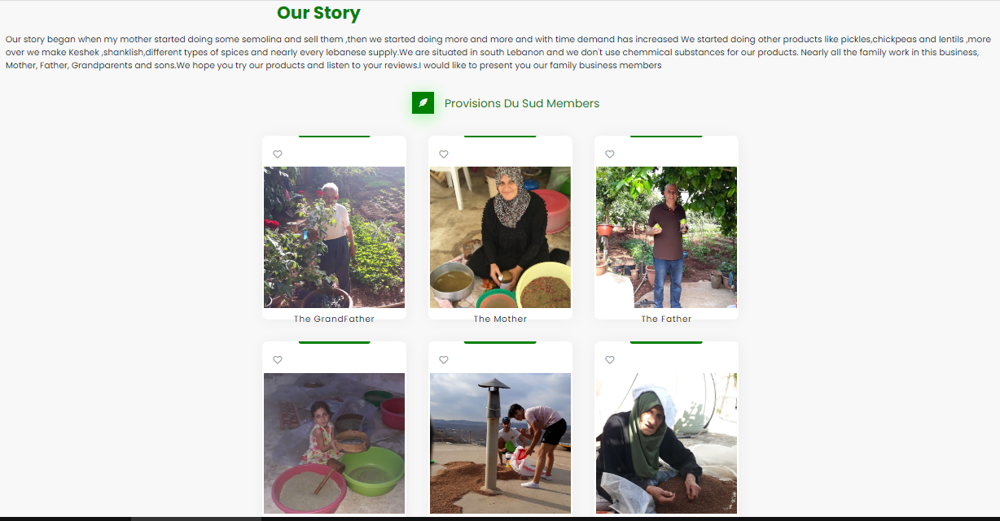 Our Story
Our story began when my mother started doing some semolina and sell them ,then we started doing more and more and with time demand has increased We started doing other products like pickles,chickpeas and lentils ,more
over we make Keshek ,shanklish,different types of spices and nearly every lebanese supply.We are situated in south Lebanon and we don't use chemmical substances for our products. Nearly all the family work in this business,
Mother, Father, Grandparents and sons.We hope you try our products and listen to your reviews.I would like to present you our family business members
Provisions Du Sud Members
The GrandFather
The Mother
The Father